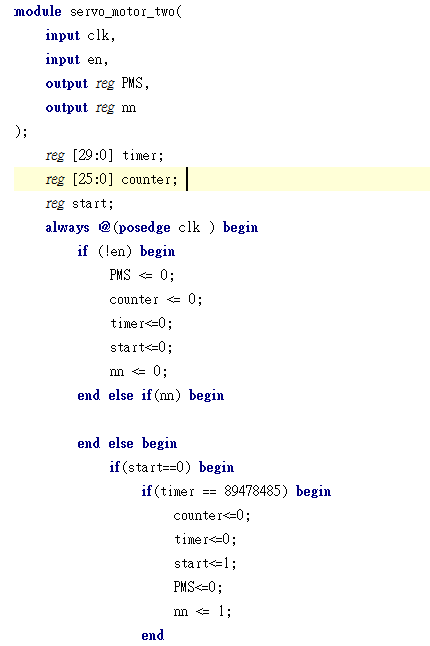 module servo_motor_two(
    input clk,
    input en,
    output reg PMS,
    output reg nn
);
    reg [29:0] timer;
    reg [25:0] counter;
    reg start;
    always @(posedge clk ) begin
        if (!en) begin
            PMS <= 0;
            counter <= 0;
            timer<=0;
            start<=0;
            nn <= 0;
        end else if(nn) begin

        end else begin
            if(start==0) begin
                if(timer == 89478485) begin
                    counter<=0;
                    timer<=0;
                    start<=1;
                    PMS<=0;
                    nn <= 1;
                end